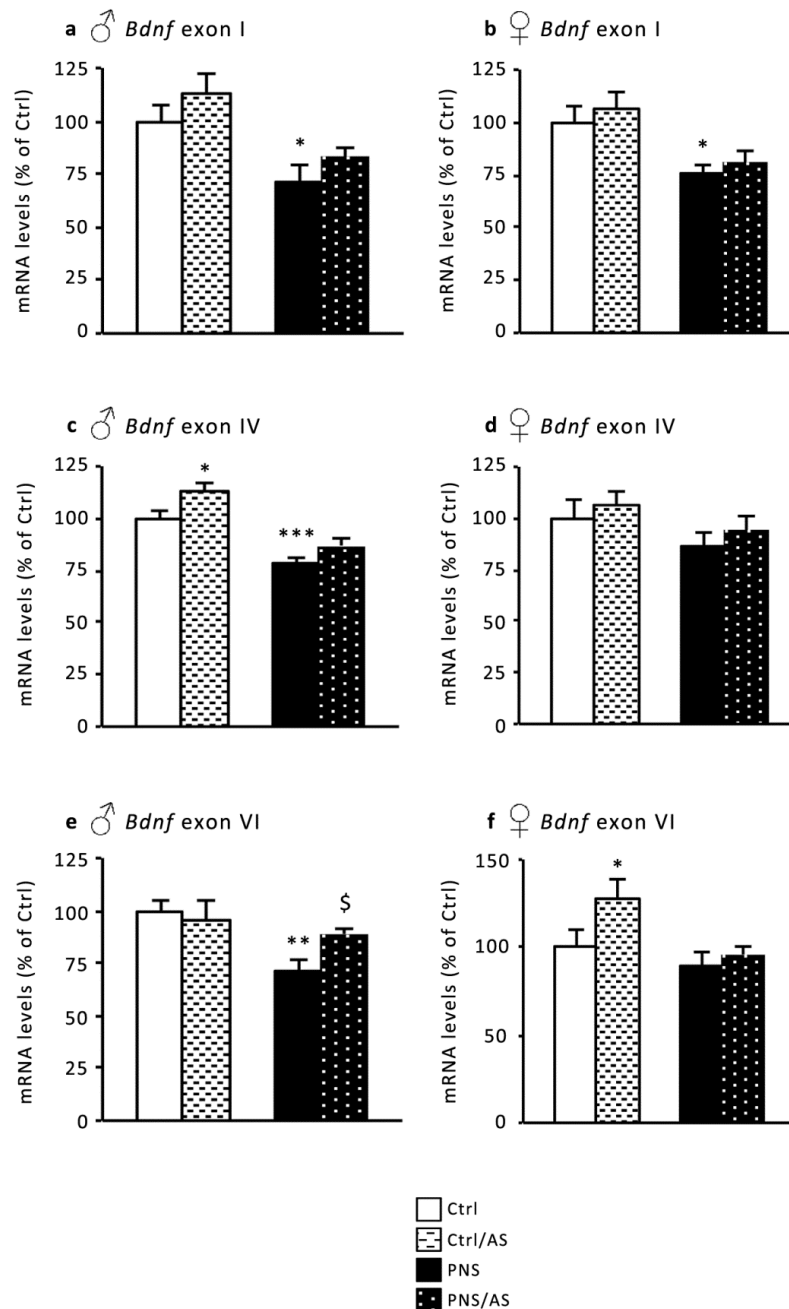 a ♂ Bdnf exon I
mRNA levels (% of Ctrl)
125
100
75
50
25
0
*
b ♀ Bdnf exon I
mRNA levels (% of Ctrl)
125
100
75
50
25
0
*
c ♂ Bdnf exon IV
mRNA levels (% of Ctrl)
125
100
75
50
25
0
*
***
d ♀ Bdnf exon IV
mRNA levels (% of Ctrl)
125
100
75
50
25
0
e ♂ Bdnf exon VI
mRNA levels (% of Ctrl)
125
100
75
50
25
0
**
$
f ♀ Bdnf exon VI
mRNA levels (% of Ctrl)
150
100
50
0
*
Ctrl
Ctrl/AS
PNS
PNS/AS